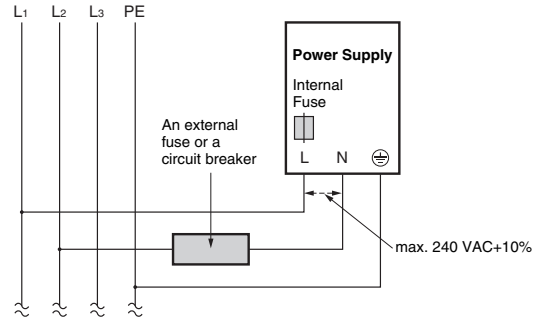 L1 L2 L3 PE
Power Supply
Internal
Fuse
L N
An external
fuse or a
circuit breaker
max. 240 VAC+10%